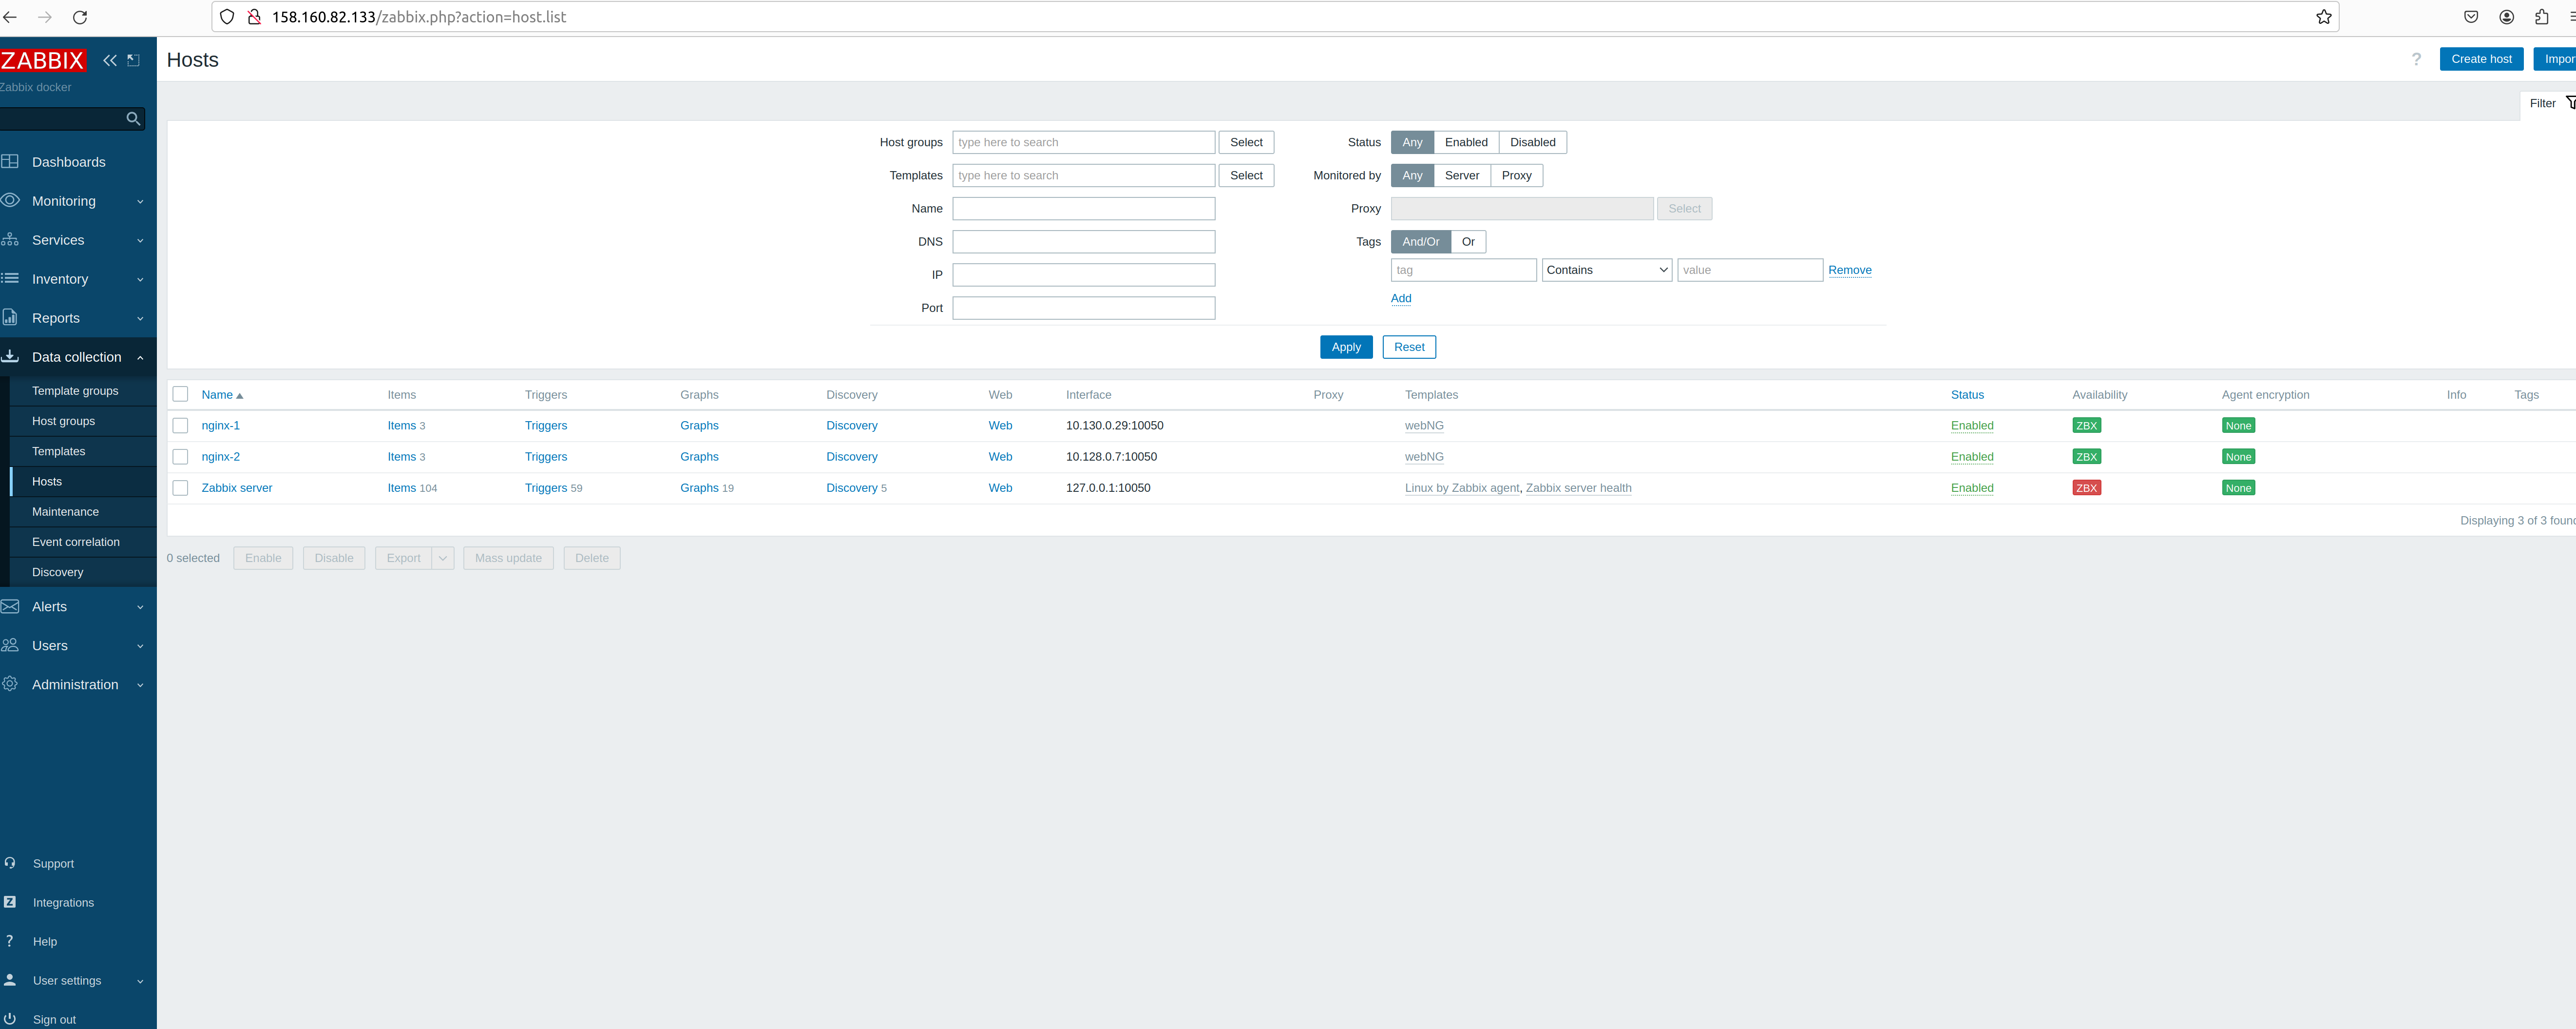 158.160.82.133/zabbix.php?action=host.list
ZABBIX
Zabbix docker
Dashboards
Monitoring
Services
Inventory
Reports
Data collection
Template groups
Host groups
Templates
Hosts
Maintenance
Event correlation
Discovery
Alerts
Users
Administration
Support
Integrations
Help
User settings
Sign out
Hosts
? Create host Impor
Filter
Host groups type here to search Select Status Any Enabled Disabled
Templates type here to search Select Monitored by Any Server Proxy
Name Proxy Select
DNS Tags And/Or Or
IP tag Contains value Remove
Port Add
Apply Reset
Name Items Triggers Graphs Discovery Web Interface Proxy Templates Status Availability Agent encryption Info Tags
nginx-1 Items 3 Triggers Graphs Discovery Web 10.130.0.29:10050 webNG Enabled ZBX None
nginx-2 Items 3 Triggers Graphs Discovery Web 10.128.0.7:10050 webNG Enabled ZBX None
Zabbix server Items 104 Triggers 59 Graphs 19 Discovery 5 Web 127.0.0.1:10050 Linux by Zabbix agent, Zabbix server health Enabled ZBX None
Displaying 3 of 3 found
0 selected Enable Disable Export Mass update Delete